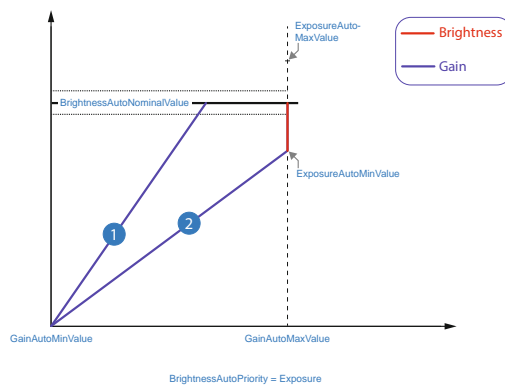 ExposureAuto-
MaxValue
Brightness
Gain
BrightnessAutoNominalValue
ExposureAutoMinValue
1
2
GainAutoMinValue
GainAutoMaxValue
BrightnessAutoPriority = Exposure